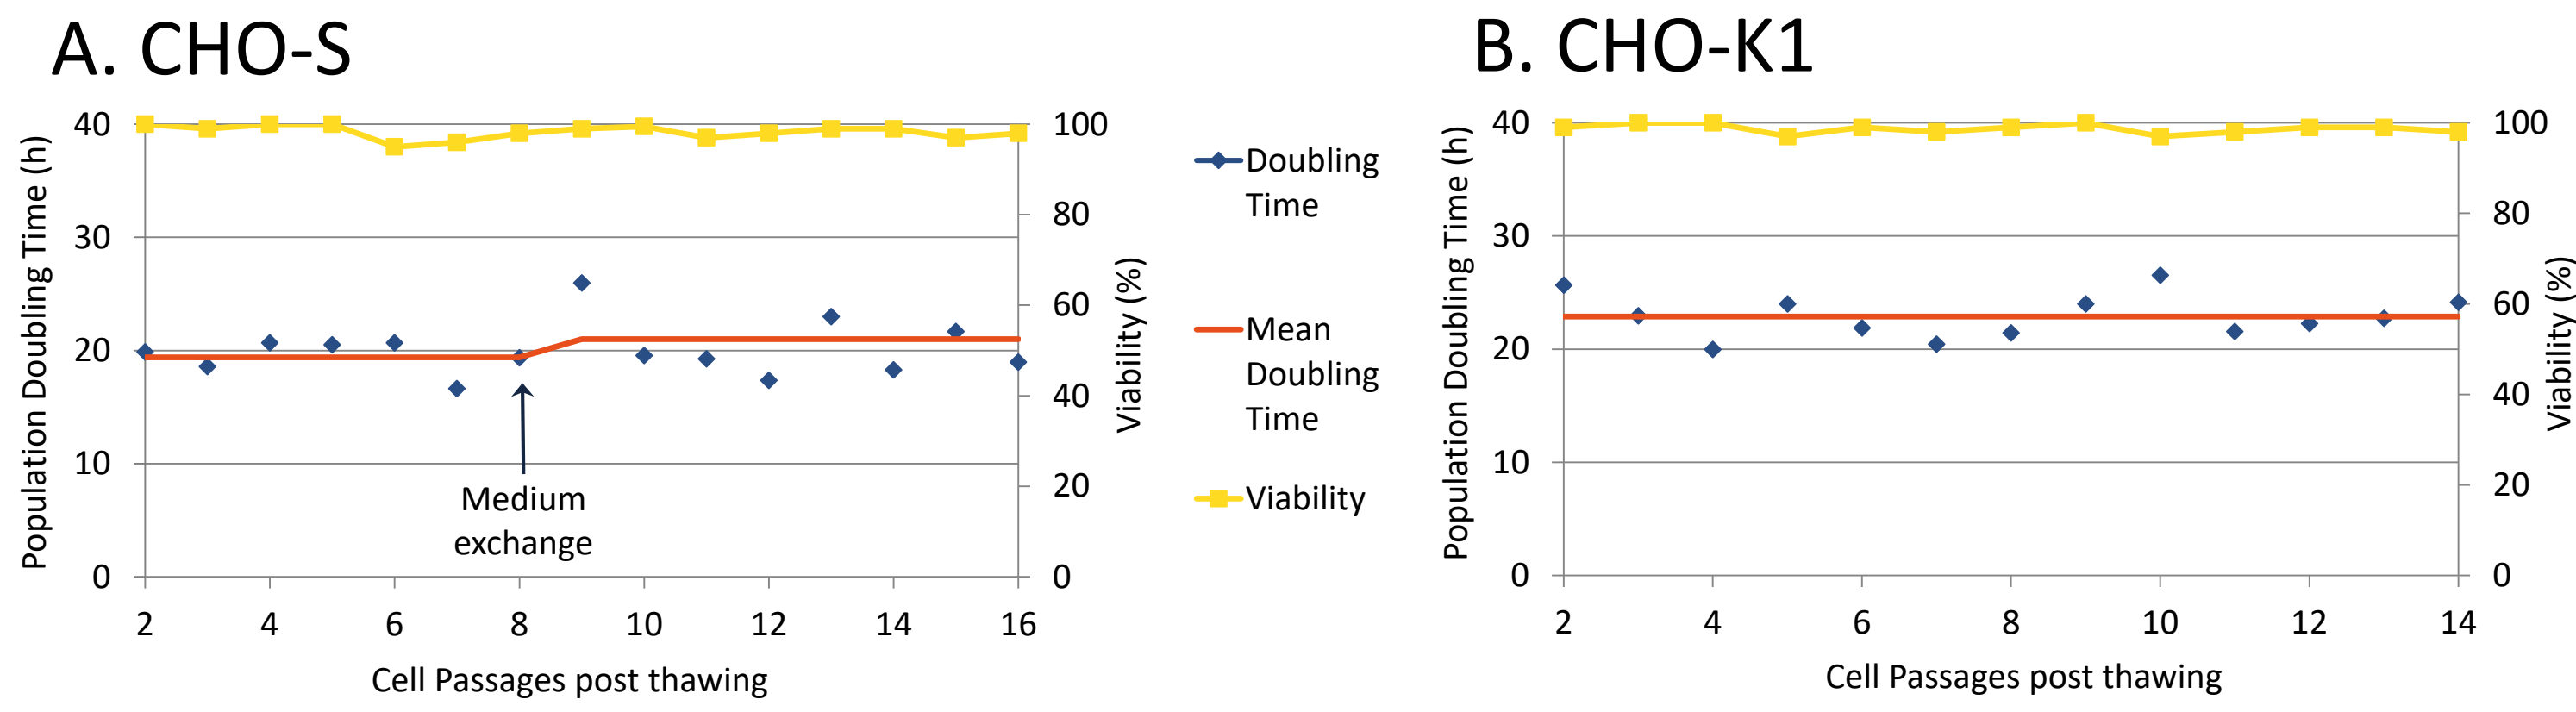 A. CHO-S
Population Doubling Time (h)
40
30
20
10
0
100
80
60
40
20
0
Viability (%)
Medium
exchange
2 4 6 8 10 12 14 16
Cell Passages post thawing
Doubling
Time
Mean
Doubling
Time
Viability
B. CHO-K1
Population Doubling Time (h)
40
30
20
10
0
100
80
60
40
20
0
Viability (%)
2 4 6 8 10 12 14
Cell Passages post thawing